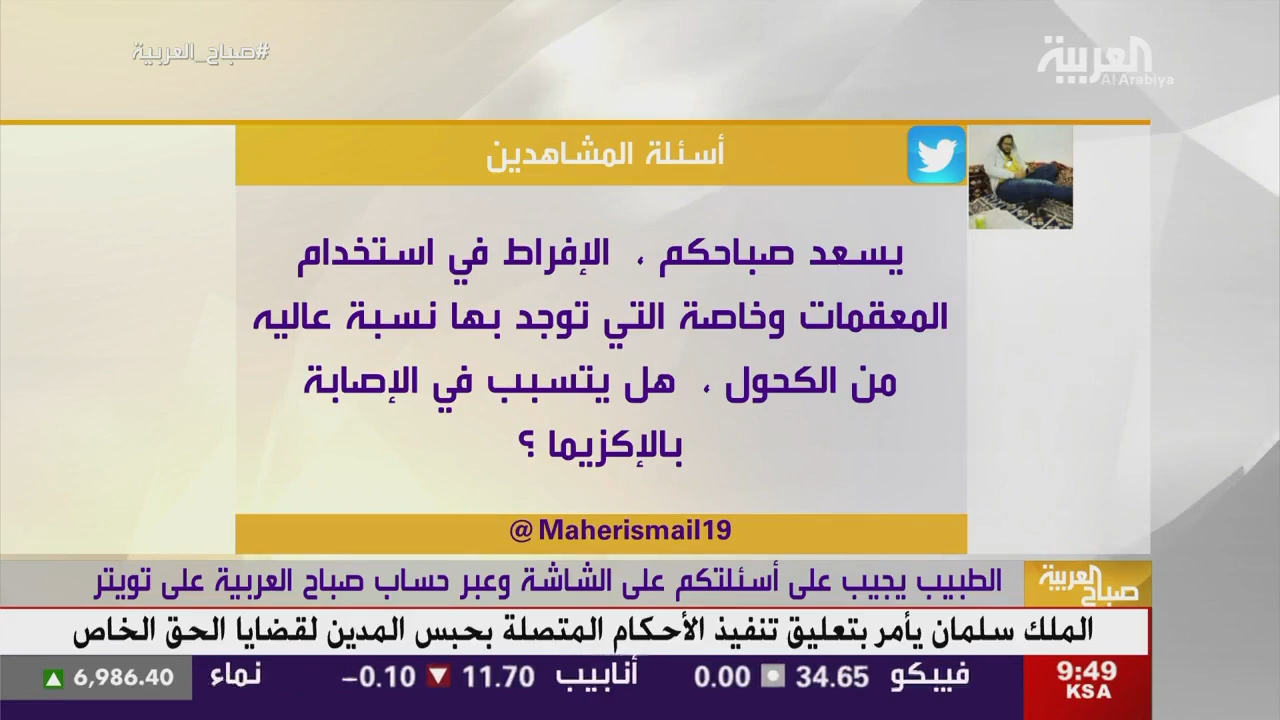 #صباح_العربية
العربية
Al Arabiya
أسئلة المشاهدين
يسعد صباحكم ، الإفراط في استخدام
المعقمات وخاصة التي توجد بها نسبة عاليه
من الكحول ، هل يتسبب في الإصابة
بالإكزيما ؟
@Maherismail19
صباح العربية
الطبيب يجيب على أسئلتكم على الشاشة وعبر حساب صباح العربية على تويتر
الملك سلمان يأمر بتعليق تنفيذ الأحكام المتصلة بحبس المدين لقضايا الحق الخاص
9:49
KSA
فيبكو 34.65 0.00 أنابيب 11.70 -0.10 نماء 6,986.40